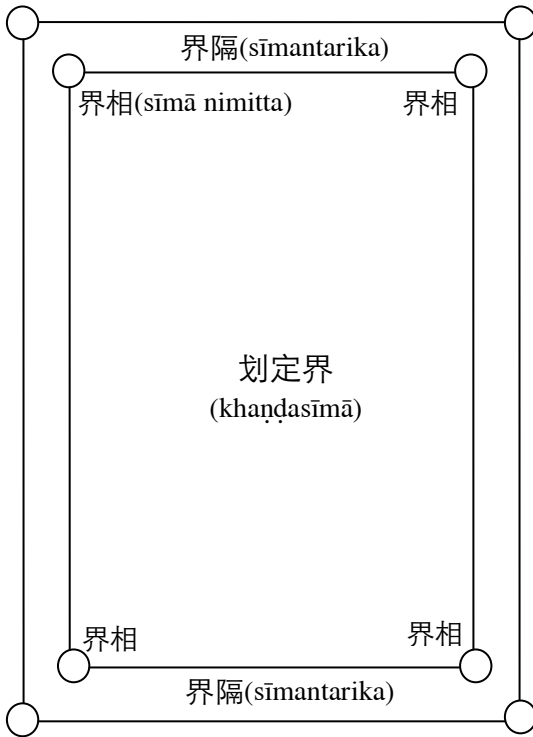 界隔(sīmantarika)
界相(sīmā nimitta) 界相
划定界
(khaṇḍasīmā)
界相 界相
界隔(sīmantarika)